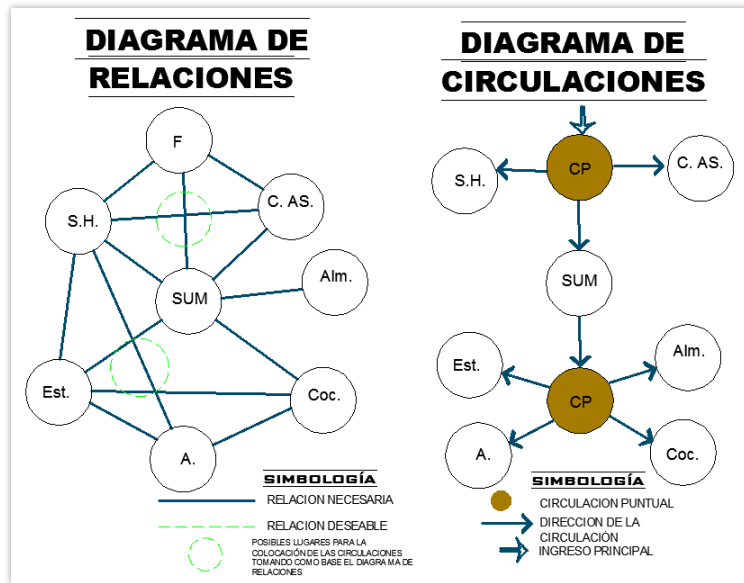 DIAGRAMA DE
RELACIONES
F
S.H.
C. AS.
SUM
Alm.
Est.
Coc.
A.
SIMBOLOGÍA
RELACION NECESARIA
RELACION DESEABLE
POSIBLES LUGARES PARA LA
COLOCACIÓN DE LAS CIRCULACIONES
TOMANDO COMO BASE EL DIAGRAMA DE
RELACIONES
DIAGRAMA DE
CIRCULACIONES
CP
S.H.
C. AS.
SUM
Est.
Alm.
CP
A.
Coc.
SIMBOLOGÍA
CIRCULACION PUNTUAL
DIRECCION DE LA
CIRCULACIÓN
INGRESO PRINCIPAL